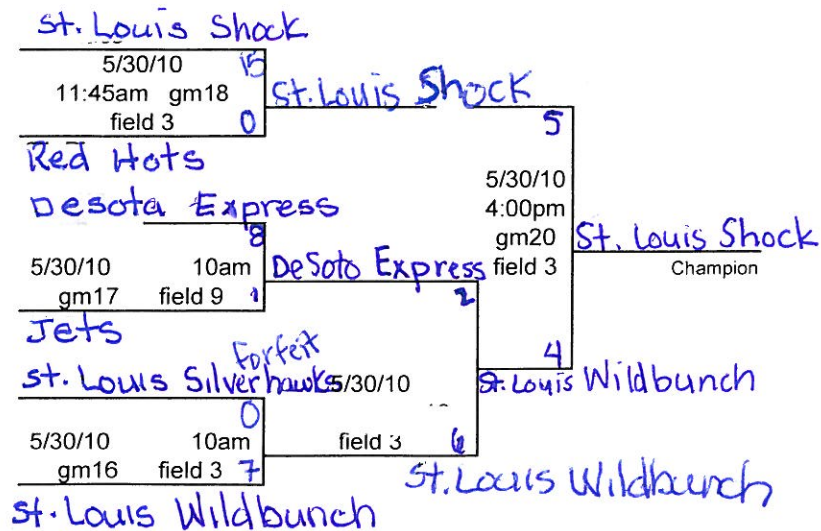 St. Louis Shock
5/30/10 15
11:45am gm18
field 3 0
St. Louis Shock
Red Hots
5
Desota Express
8
5/30/10
4:00pm
gm20
field 3
St. Louis Shock
Champion
5/30/10 10am
gm17 field 9 1
DeSoto Express
2
Jets
Forfeit
St. Louis Silverhawks
5/30/10
4
St. Louis Wildbunch
0
5/30/10 10am
gm16 field 3 7
field 3 6
St. Louis Wildbunch
St. Louis Wildbunch